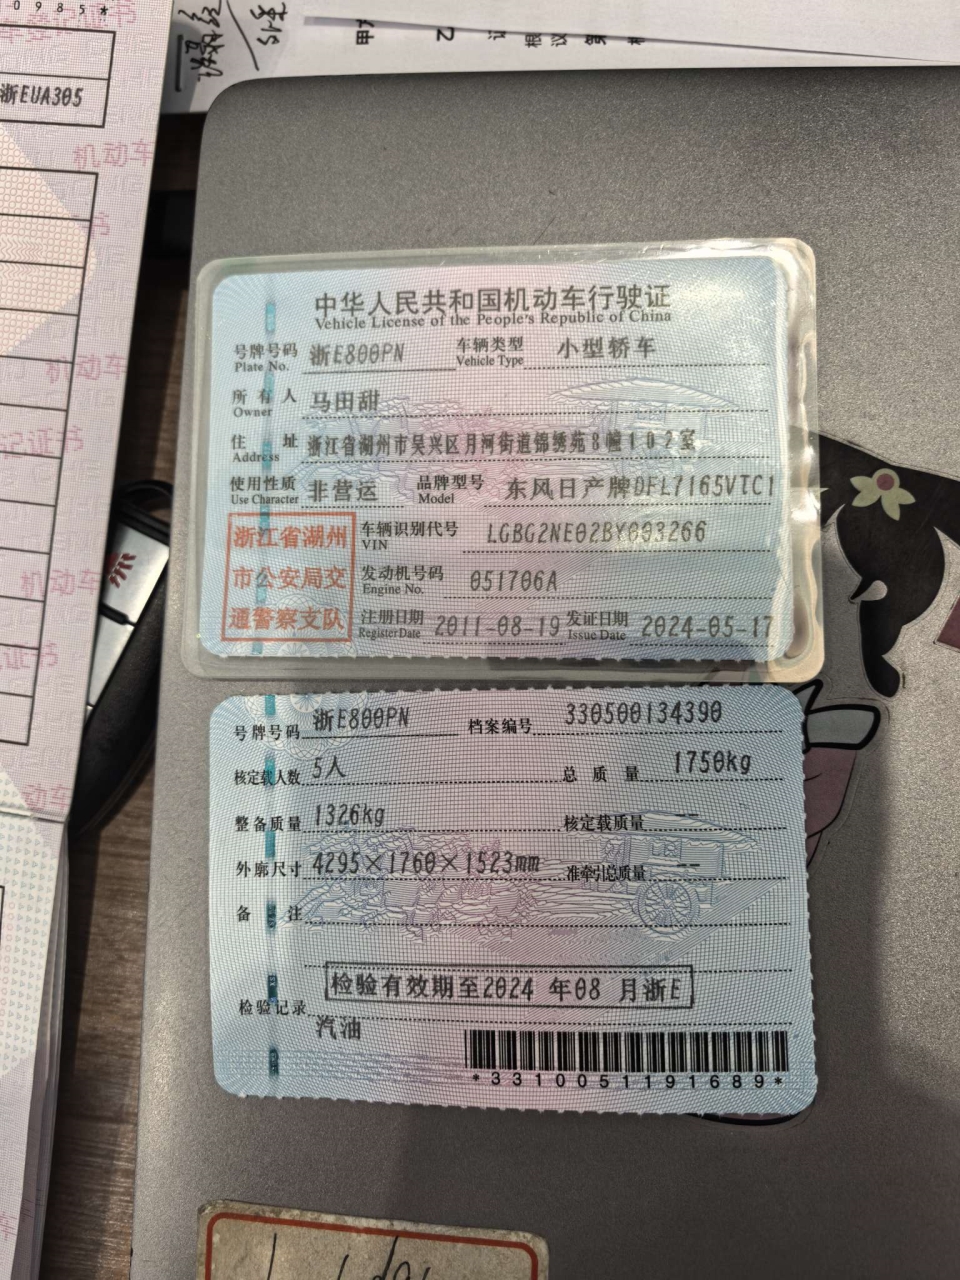 0985*
浙EUA305
机动车
中华人民共和国机动车行驶证
Vehicle License of the People's Republic of China
号牌号码 浙E800PN 车辆类型 小型轿车
Plate No. Vehicle Type
所有人 马田甜
Owner
住址 浙江省湖州市吴兴区月河街道锦绣苑8幢102室
Address
使用性质 非营运 品牌型号 东风日产牌DFL7165VTC1
Use Character Model
浙江省湖州
市公安局交
通警察支队
车辆识别代号 LGBG2NE02BY003266
VIN
发动机号码 051706A
Engine No.
注册日期 2011-08-19 发证日期 2024-05-17
Register Date Issue Date
号牌号码 浙E800PN 档案编号 330500134390
核定载人数 5人 总质量 1750kg
整备质量 1326kg 核定载质量 --
外廓尺寸 4295×1760×1523mm 准牵引总质量 --
备注
检验有效期至2024年08月浙E
检验记录
汽油
*3310051191689*